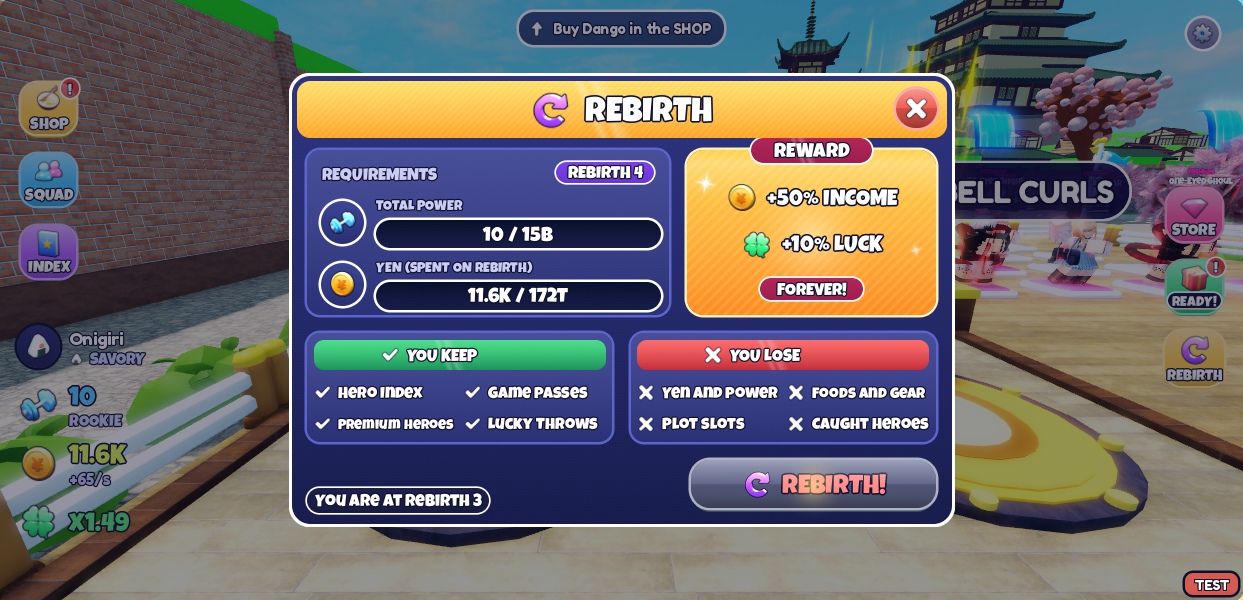 ↑ Buy Dango in the SHOP
!
SHOP
SQUAD
INDEX
Onigiri
SAVORY
10
ROOKIE
11.6K
+65/s
X1.49
REBIRTH
REQUIREMENTS
REBIRTH 4
TOTAL POWER
10 / 15B
YEN (SPENT ON REBIRTH)
11.6K / 172T
REWARD
+50% INCOME
+10% LUCK
FOREVER!
YOU KEEP
HERO INDEX
GAME PASSES
PREMIUM HEROES
LUCKY THROWS
YOU LOSE
YEN AND POWER
FOODS AND GEAR
PLOT SLOTS
CAUGHT HEROES
YOU ARE AT REBIRTH 3
REBIRTH!
BELL CURLS
ONE-EYED GHOUL
STORE
!
READY!
REBIRTH
TEST